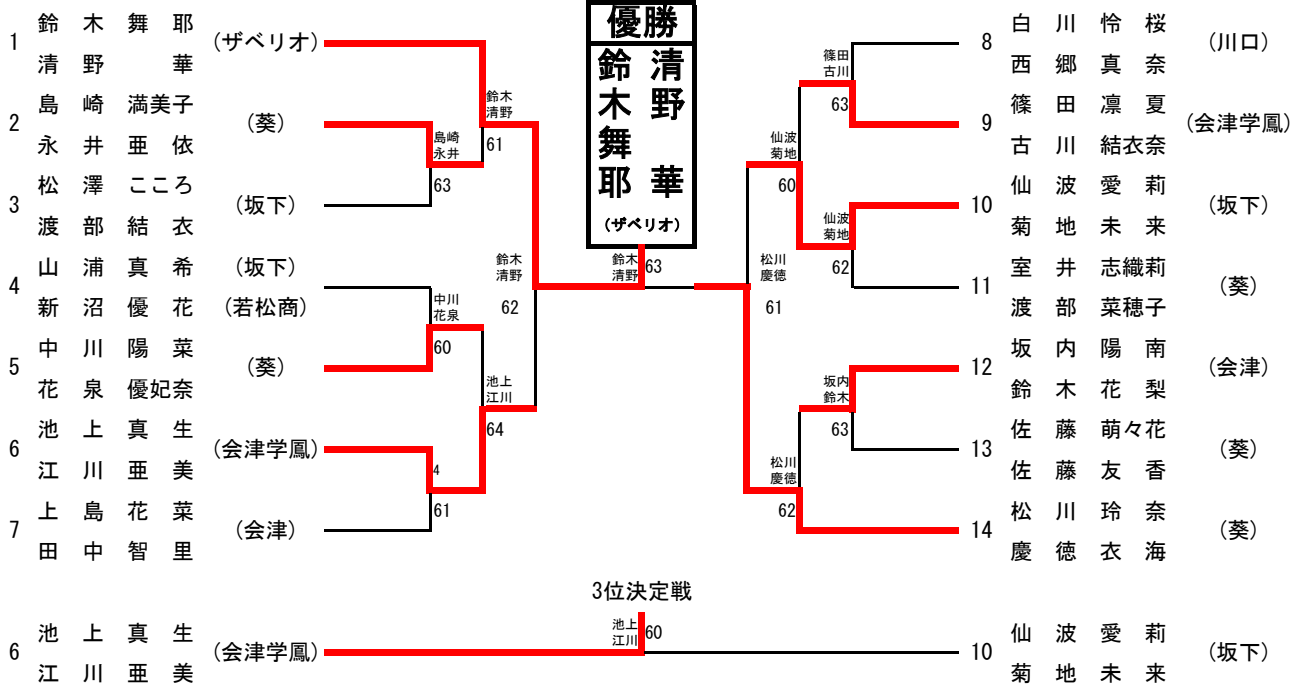 優勝
鈴木舞耶
清野華
(ザベリオ)
1
鈴木舞耶
清野華
(ザベリオ)
2
島崎満美子
永井亜依
(葵)
3
松澤こころ
渡部結衣
(坂下)
4
山浦真希
(坂下)
新沼優花
(若松商)
5
中川陽菜
花泉優妃奈
(葵)
6
池上真生
江川亜美
(会津学鳳)
7
上島花菜
田中智里
(会津)
島崎
永井
63
中川
花泉
60
4
61
鈴木
清野
61
池上
江川
64
鈴木
清野
62
鈴木
清野
63
松川
慶徳
61
仙波
菊地
60
松川
慶徳
62
篠田
古川
63
仙波
菊地
62
坂内
鈴木
63
8
白川怜桜
西郷真奈
(川口)
9
篠田凛夏
古川結衣奈
(会津学鳳)
10
仙波愛莉
菊地未来
(坂下)
11
室井志織莉
渡部菜穂子
(葵)
12
坂内陽南
鈴木花梨
(会津)
13
佐藤萌々花
佐藤友香
(葵)
14
松川玲奈
慶徳衣海
(葵)
3位決定戦
6
池上真生
江川亜美
(会津学鳳)
池上
江川
60
10
仙波愛莉
菊地未来
(坂下)